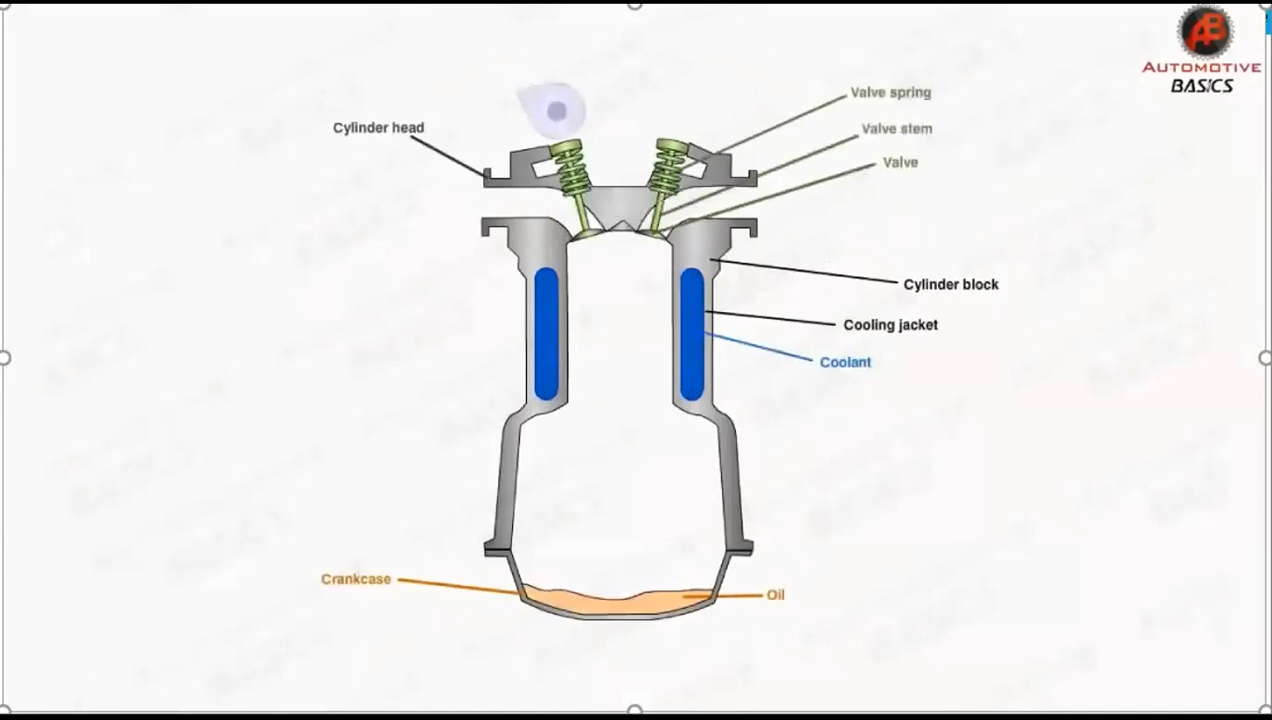 AUTOMOTIVE
BASICS
Valve spring
Cylinder head
Valve stem
Valve
Cylinder block
Cooling jacket
Coolant
Crankcase
Oil